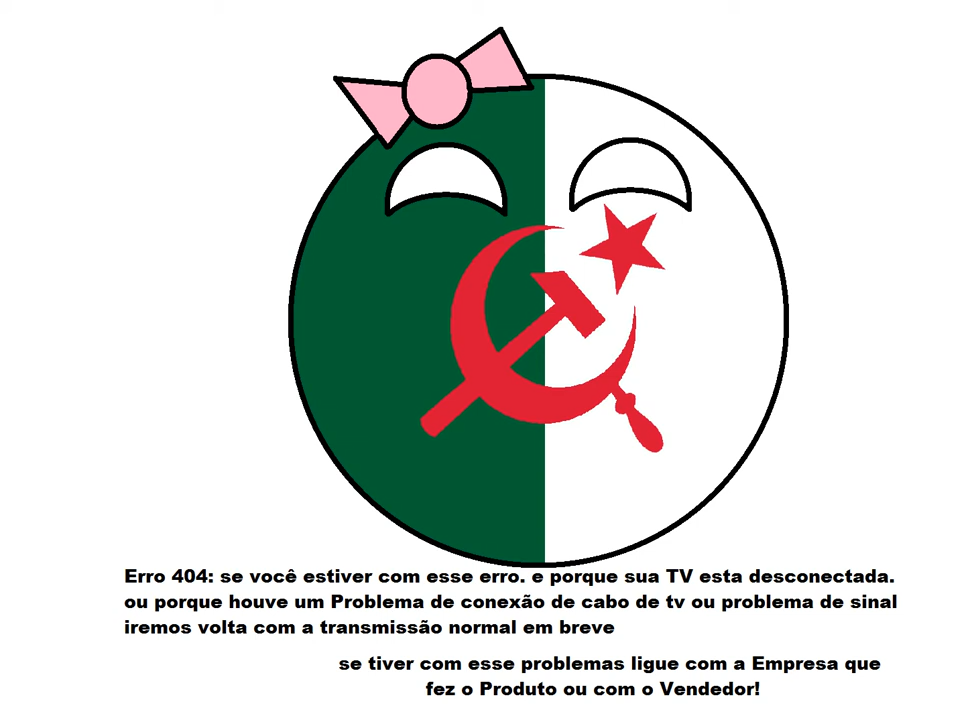 Erro 404: se você estiver com esse erro. e porque sua TV esta desconectada.
ou porque houve um Problema de conexão de cabo de tv ou problema de sinal
iremos volta com a transmissão normal em breve
se tiver com esse problemas ligue com a Empresa que
fez o Produto ou com o Vendedor!